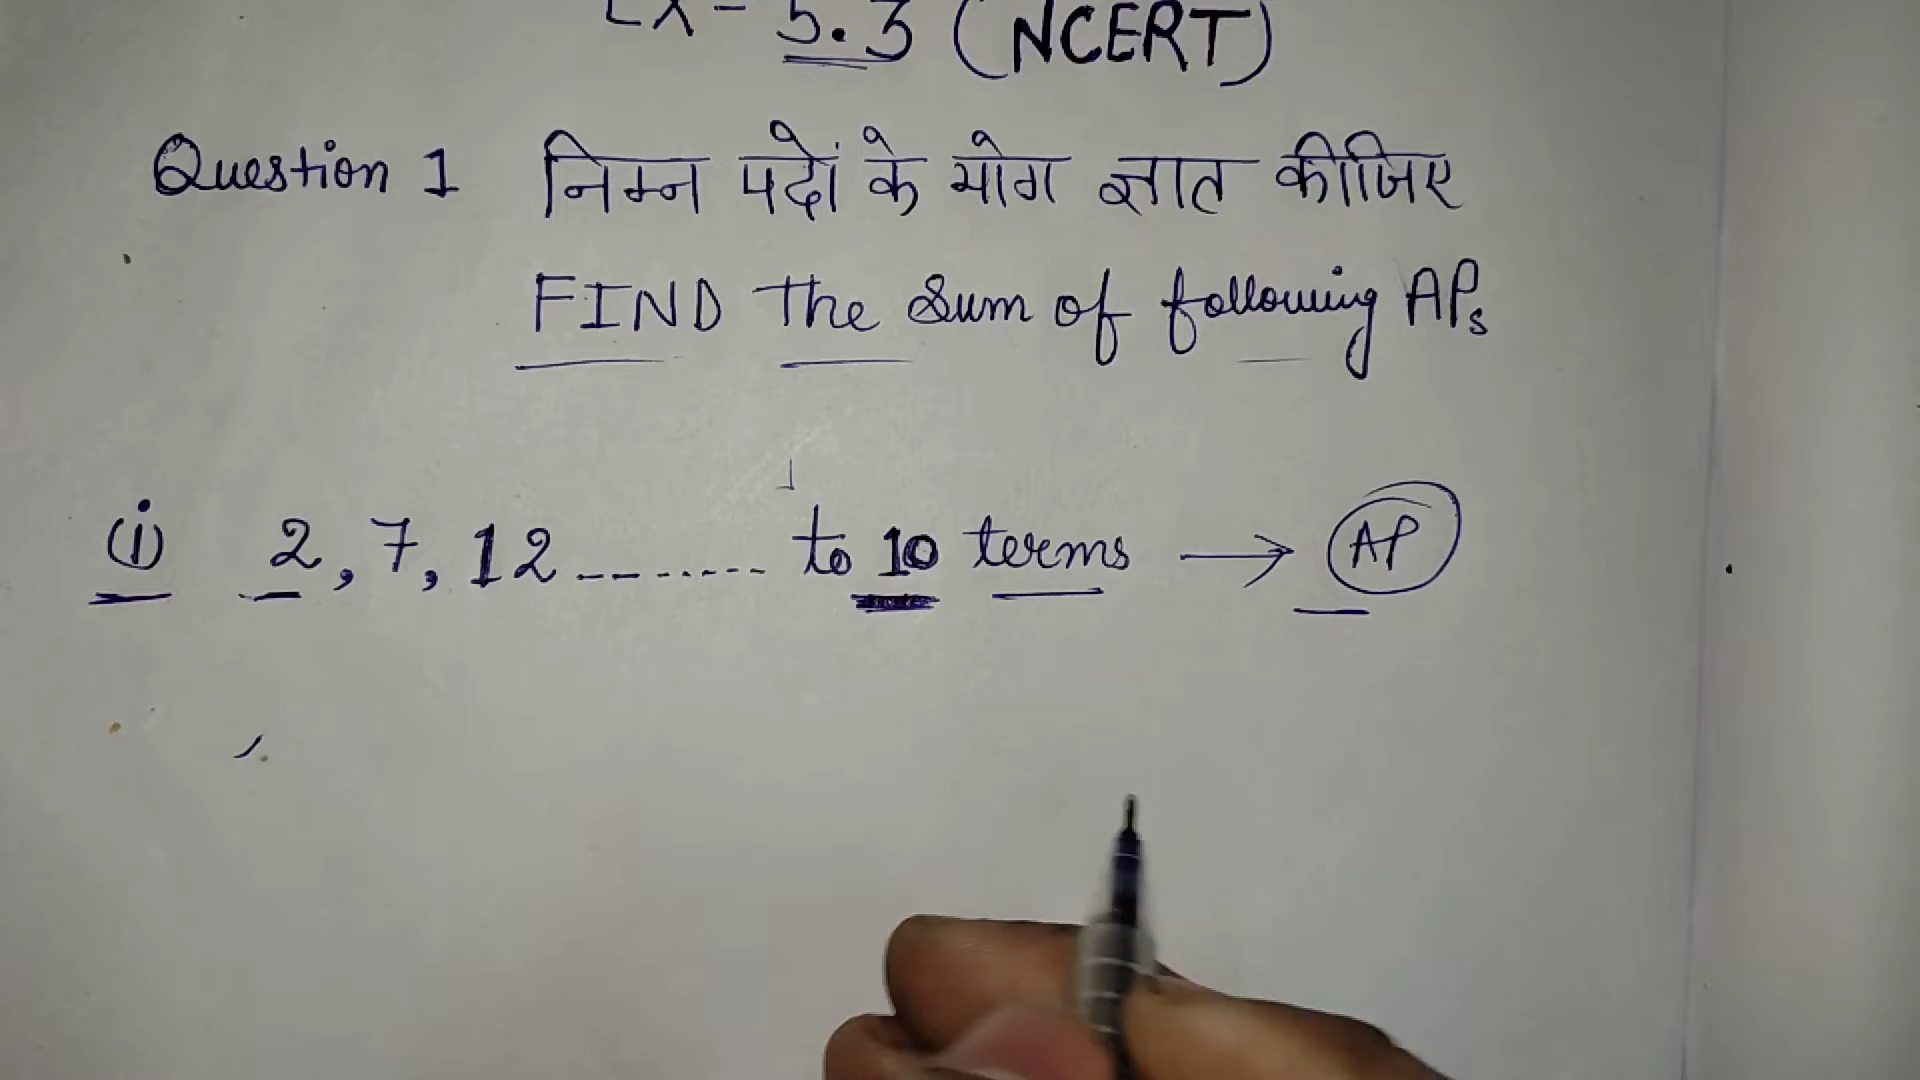 Ex - 5.3 (NCERT)
Question 1 निम्न पदों के योग ज्ञात कीजिए
FIND The Sum of following APs
(i) 2, 7, 12 -------- to 10 terms → AP